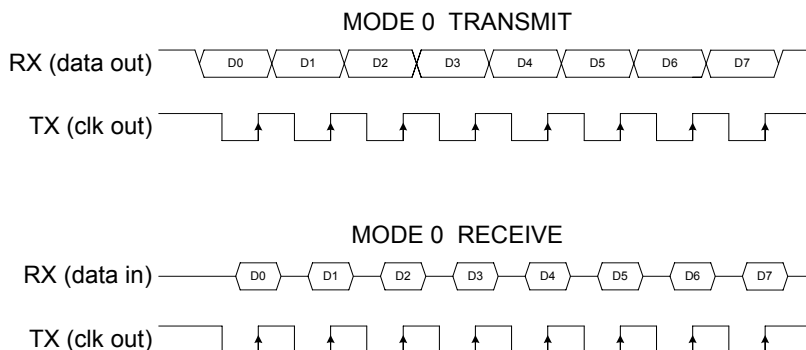 MODE 0 TRANSMIT
RX (data out) D0 D1 D2 D3 D4 D5 D6 D7
TX (clk out)
MODE 0 RECEIVE
RX (data in) D0 D1 D2 D3 D4 D5 D6 D7
TX (clk out)